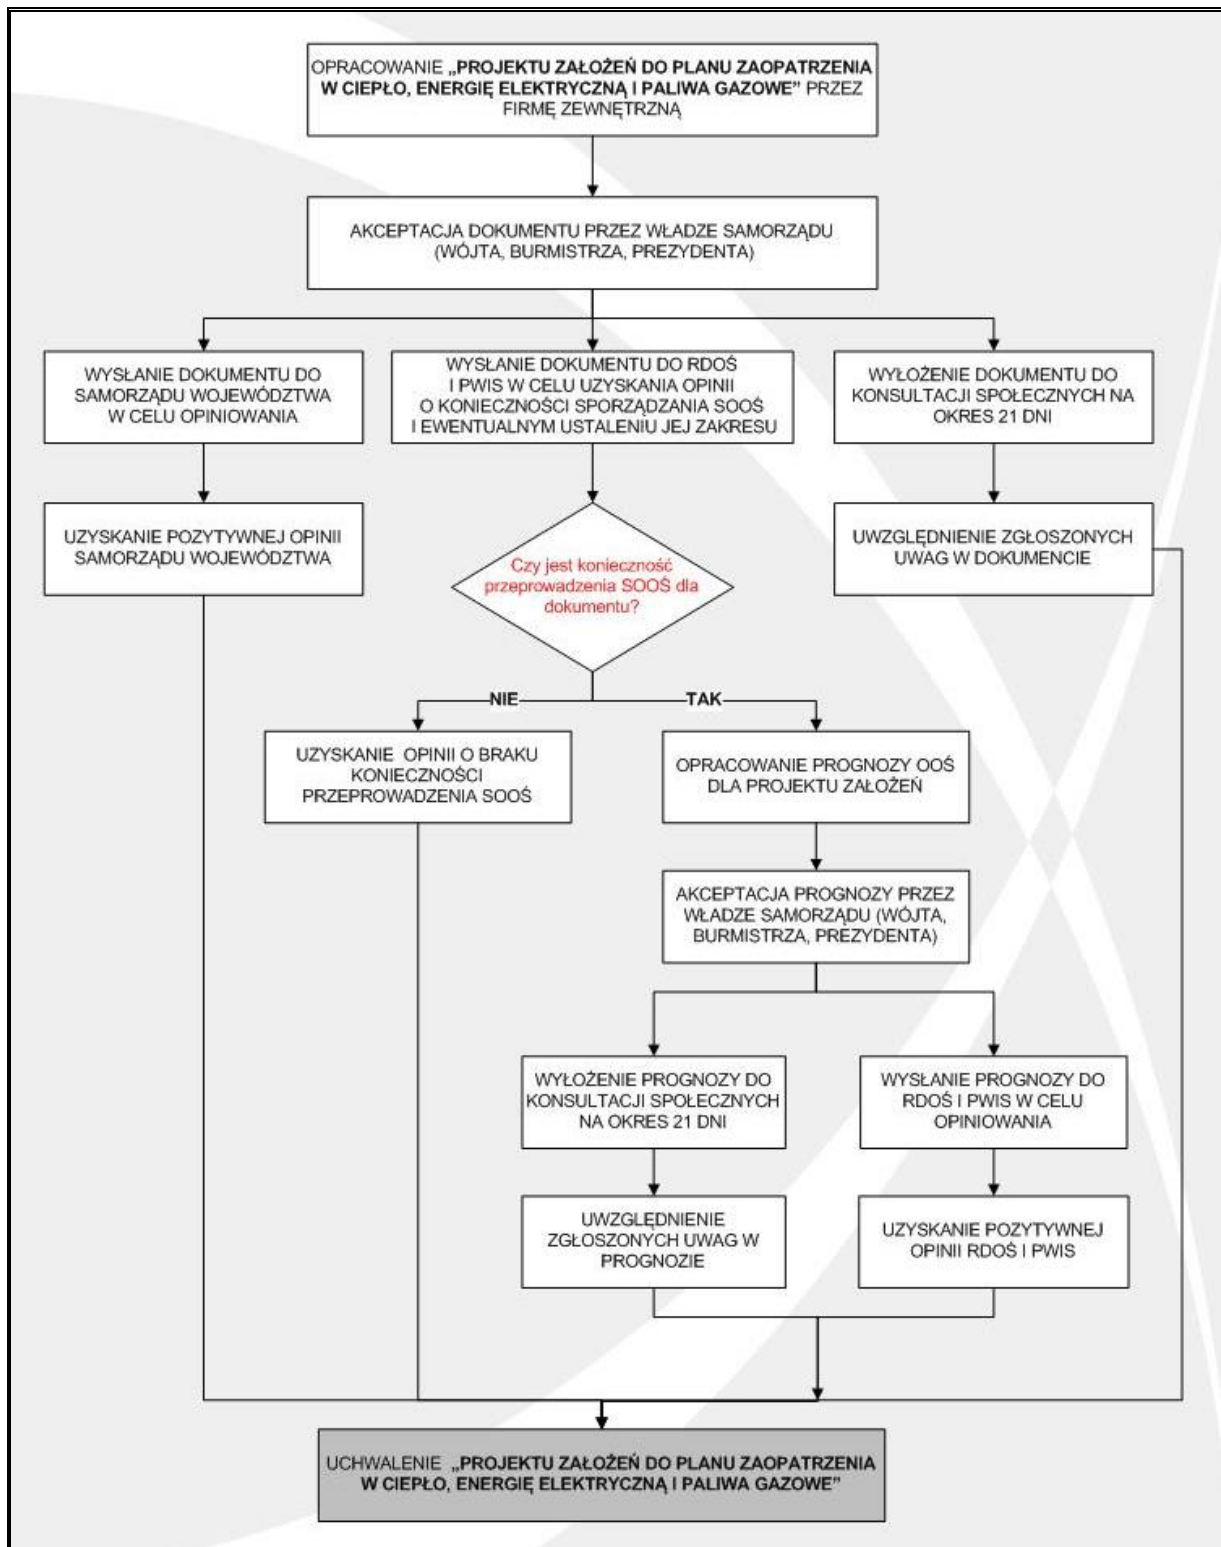 OPRACOWANIE „PROJEKTU ZAŁOŻEŃ DO PLANU ZAOPATRZENIA
W CIEPŁO, ENERGIĘ ELEKTRYCZNĄ I PALIWA GAZOWE” PRZEZ
FIRMĘ ZEWNĘTRZNĄ
AKCEPTACJA DOKUMENTU PRZEZ WŁADZE SAMORZĄDU
(WÓJTA, BURMISTRZA, PREZYDENTA)
WYSŁANIE DOKUMENTU DO
SAMORZĄDU WOJEWÓDZTWA
W CELU OPINIOWANIA
WYSŁANIE DOKUMENTU DO RDOŚ
I PWIS W CELU UZYSKANIA OPINII
O KONIECZNOŚCI SPORZĄDZANIA SOOŚ
I EWENTUALNYM USTALENIU JEJ ZAKRESU
WYŁOŻENIE DOKUMENTU DO
KONSULTACJI SPOŁECZNYCH NA
OKRES 21 DNI
UZYSKANIE POZYTYWNEJ OPINII
SAMORZĄDU WOJEWÓDZTWA
Czy jest konieczność
przeprowadzenia SOOŚ dla
dokumentu?
UWZGLĘDNIENIE ZGŁOSZONYCH
UWAG W DOKUMENCIE
NIE
TAK
UZYSKANIE OPINII O BRAKU
KONIECZNOŚCI
PRZEPROWADZENIA SOOŚ
OPRACOWANIE PROGNOZY OOŚ
DLA PROJEKTU ZAŁOŻEŃ
AKCEPTACJA PROGNOZY PRZEZ
WŁADZE SAMORZĄDU (WÓJTA,
BURMISTRZA, PREZYDENTA)
WYŁOŻENIE PROGNOZY DO
KONSULTACJI SPOŁECZNYCH
NA OKRES 21 DNI
WYSŁANIE PROGNOZY DO
RDOŚ I PWIS W CELU
OPINIOWANIA
UWZGLĘDNIENIE
ZGŁOSZONYCH UWAG W
PROGNOZIE
UZYSKANIE POZYTYWNEJ
OPINII RDOŚ I PWIS
UCHWALENIE „PROJEKTU ZAŁOŻEŃ DO PLANU ZAOPATRZENIA
W CIEPŁO, ENERGIĘ ELEKTRYCZNĄ I PALIWA GAZOWE”